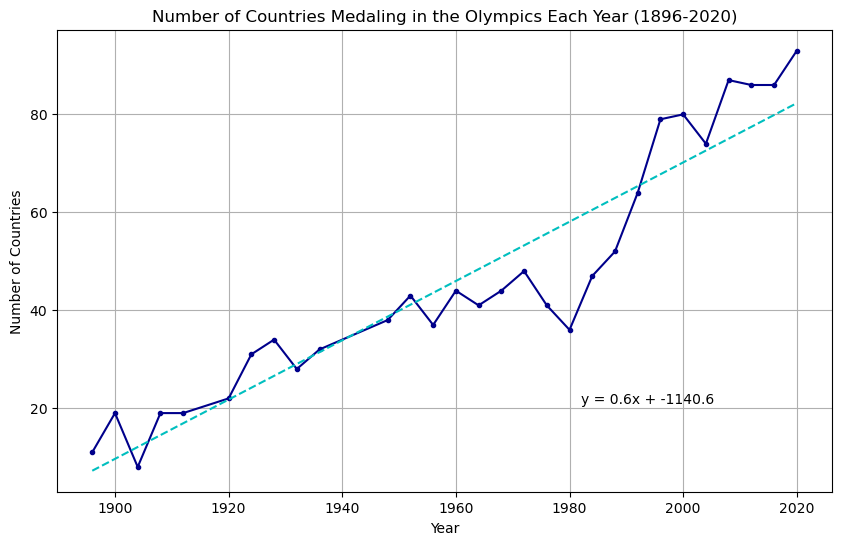 Number of Countries Medaling in the Olympics Each Year (1896-2020)
Number of Countries
80
60
40
20
y = 0.6x + -1140.6
1900 1920 1940 1960 1980 2000 2020
Year